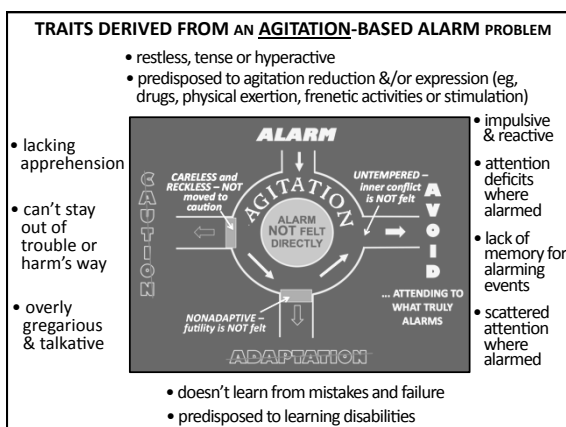 TRAITS DERIVED FROM AN AGITATION-BASED ALARM PROBLEM
• restless, tense or hyperactive
• predisposed to agitation reduction &/or expression (eg,
drugs, physical exertion, frenetic activities or stimulation)
• lacking
apprehension
• can’t stay
out of
trouble or
harm’s way
• overly
gregarious
& talkative
ALARM
CARELESS and
RECKLESS – NOT
moved to
caution
UNTEMPERED –
inner conflict
is NOT felt
AGITATION
CAUTION
ALARM
NOT FELT
DIRECTLY
AVOID
NONADAPTIVE –
futility is NOT felt
... ATTENDING TO
WHAT TRULY
ALARMS
ADAPTATION
• impulsive
& reactive
• attention
deficits
where
alarmed
• lack of
memory for
alarming
events
• scattered
attention
where
alarmed
• doesn’t learn from mistakes and failure
• predisposed to learning disabilities